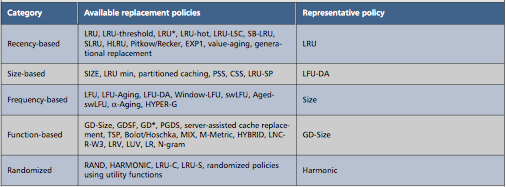 Category Available replacement policies Representative policy
Recency-based LRU, LRU-threshold, LRU*, LRU-hot, LRU-LSC, SB-LRU, LRU
SLRU, HLRU, Pitkow/Recker, EXP1, value-aging, genera-
tional replacement
Size-based SIZE, LRU min, partitioned caching, PSS, CSS, LRU-SP LFU-DA
Frequency-based LFU, LFU-Aging, LFU-DA, Window-LFU, swLFU, Aged- Size
swLFU, α-Aging, HYPER-G
Function-based GD-Size, GDSF, GD*, PGDS, server-assisted cache replace- GD-Size
ment, TSP, Bolot/Hoschka, MIX, M-Metric, HYBRID, LNC-
R-W3, LRV, LUV, LR, N-gram
Randomized RAND, HARMONIC, LRU-C, LRU-S, randomized policies Harmonic
using utility functions